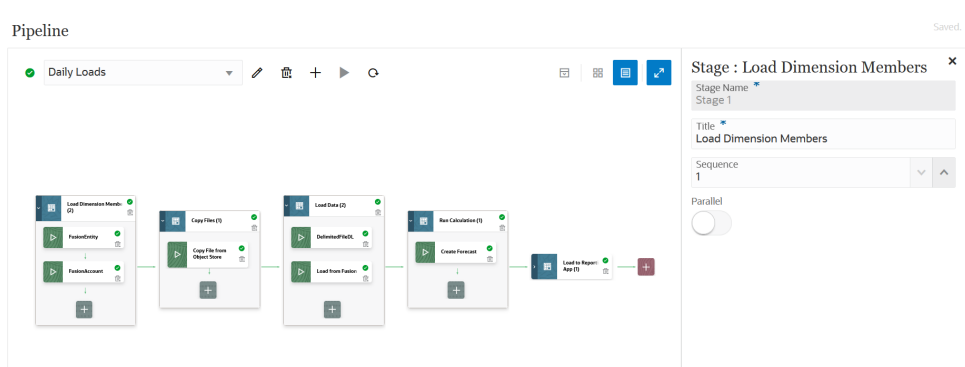 Pipeline
Saved.
Daily Loads
Load Dimension Membe
(2)
FusionEntity
FusionAccount
Copy Files (1)
Copy File from
Object Store
Load Data (2)
DelimitedFileDL
Load from Fusion
Run Calculation (1)
Create Forecast
Load to Report
App (1)
Stage : Load Dimension Members
Stage Name *
Stage 1
Title *
Load Dimension Members
Sequence
1
Parallel